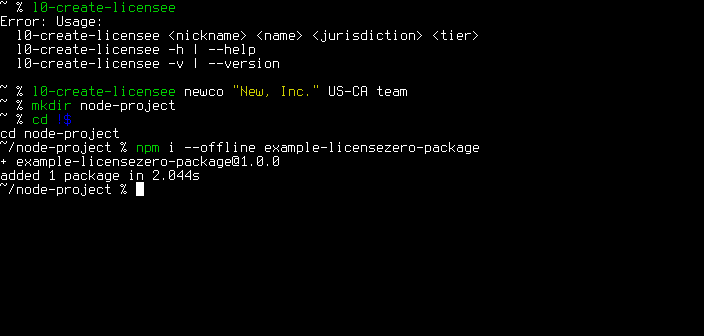 ~ % l0-create-licensee
Error: Usage:
  l0-create-licensee <nickname> <name> <jurisdiction> <tier>
  l0-create-licensee -h | --help
  l0-create-licensee -v | --version

~ % l0-create-licensee newco "New, Inc." US-CA team
~ % mkdir node-project
~ % cd !$
cd node-project
~/node-project % npm i --offline example-licensezero-package
+ example-licensezero-package@1.0.0
added 1 package in 2.044s
~/node-project %